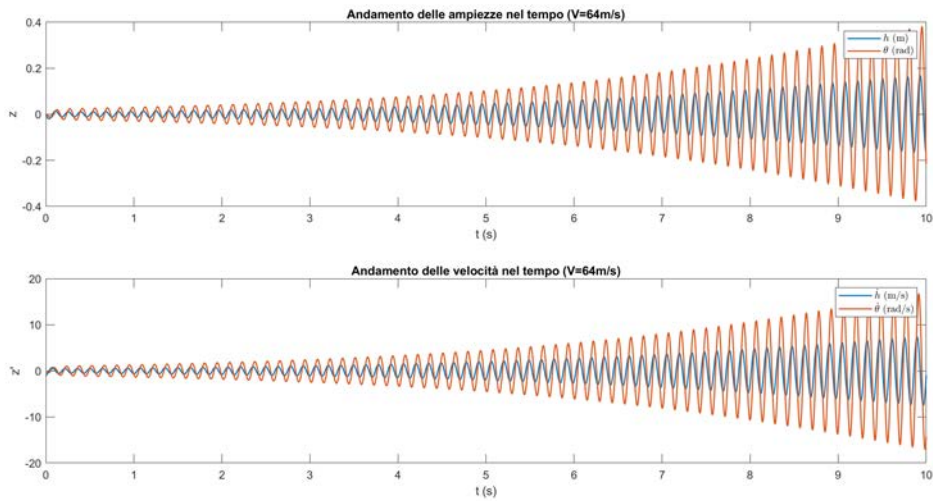 Andamento delle ampiezze nel tempo (V=64m/s)
0.4
0.2
0
-0.2
-0.4
z
h (m)
θ (rad)
0 1 2 3 4 5 6 7 8 9 10
t (s)
Andamento delle velocità nel tempo (V=64m/s)
20
10
0
-10
-20
z'
ḣ (m/s)
θ̇ (rad/s)
0 1 2 3 4 5 6 7 8 9 10
t (s)